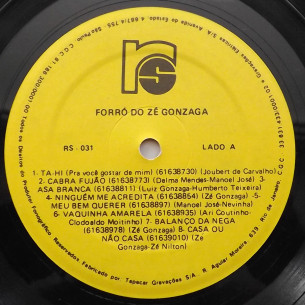 rs
FORRÓ DO ZÉ GONZAGA
RS - 031
LADO A
1- TA-HI (Pra você gostar de mim) (61638730) (Joubert de Carvalho)
2- CABRA FUJÃO (61638773) (Delma Mendes-Manoel José) 3-
ASA BRANCA (61638811) (Luiz Gonzaga-Humberto Teixeira)
4- NINGUÉM ME ACREDITA (61638854) (Zé Gonzaga) 5-
MEU BEM QUERER (61638897) (Manoel José-Nevinha)
6- VAQUINHA AMARELA (61638935) (Ari Coutinho-
Clodoaldo Moitinho) 7- BALANÇO DA NEGA
(61638978) (Zé Gonzaga) 8- CASA OU
NÃO CASA (61639010) (Zé
Gonzaga-Zé Nilton)
Fabricado por Tapecar Gravações S/A. R. Aguiar Moreira, 639